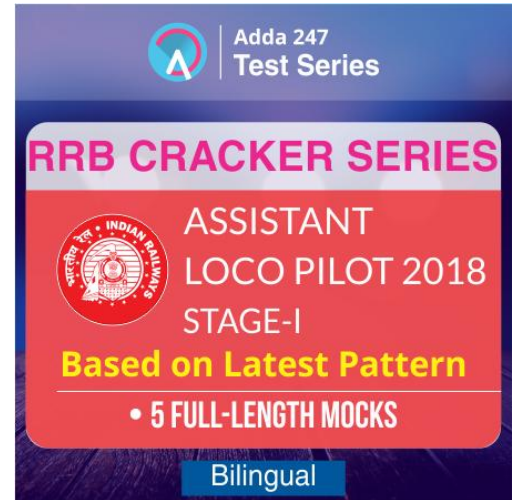 Adda 247
Test Series
RRB CRACKER SERIES
भारतीय रेल • INDIAN RAILWAYS
ASSISTANT
LOCO PILOT 2018
STAGE-I
Based on Latest Pattern
• 5 FULL-LENGTH MOCKS
Bilingual